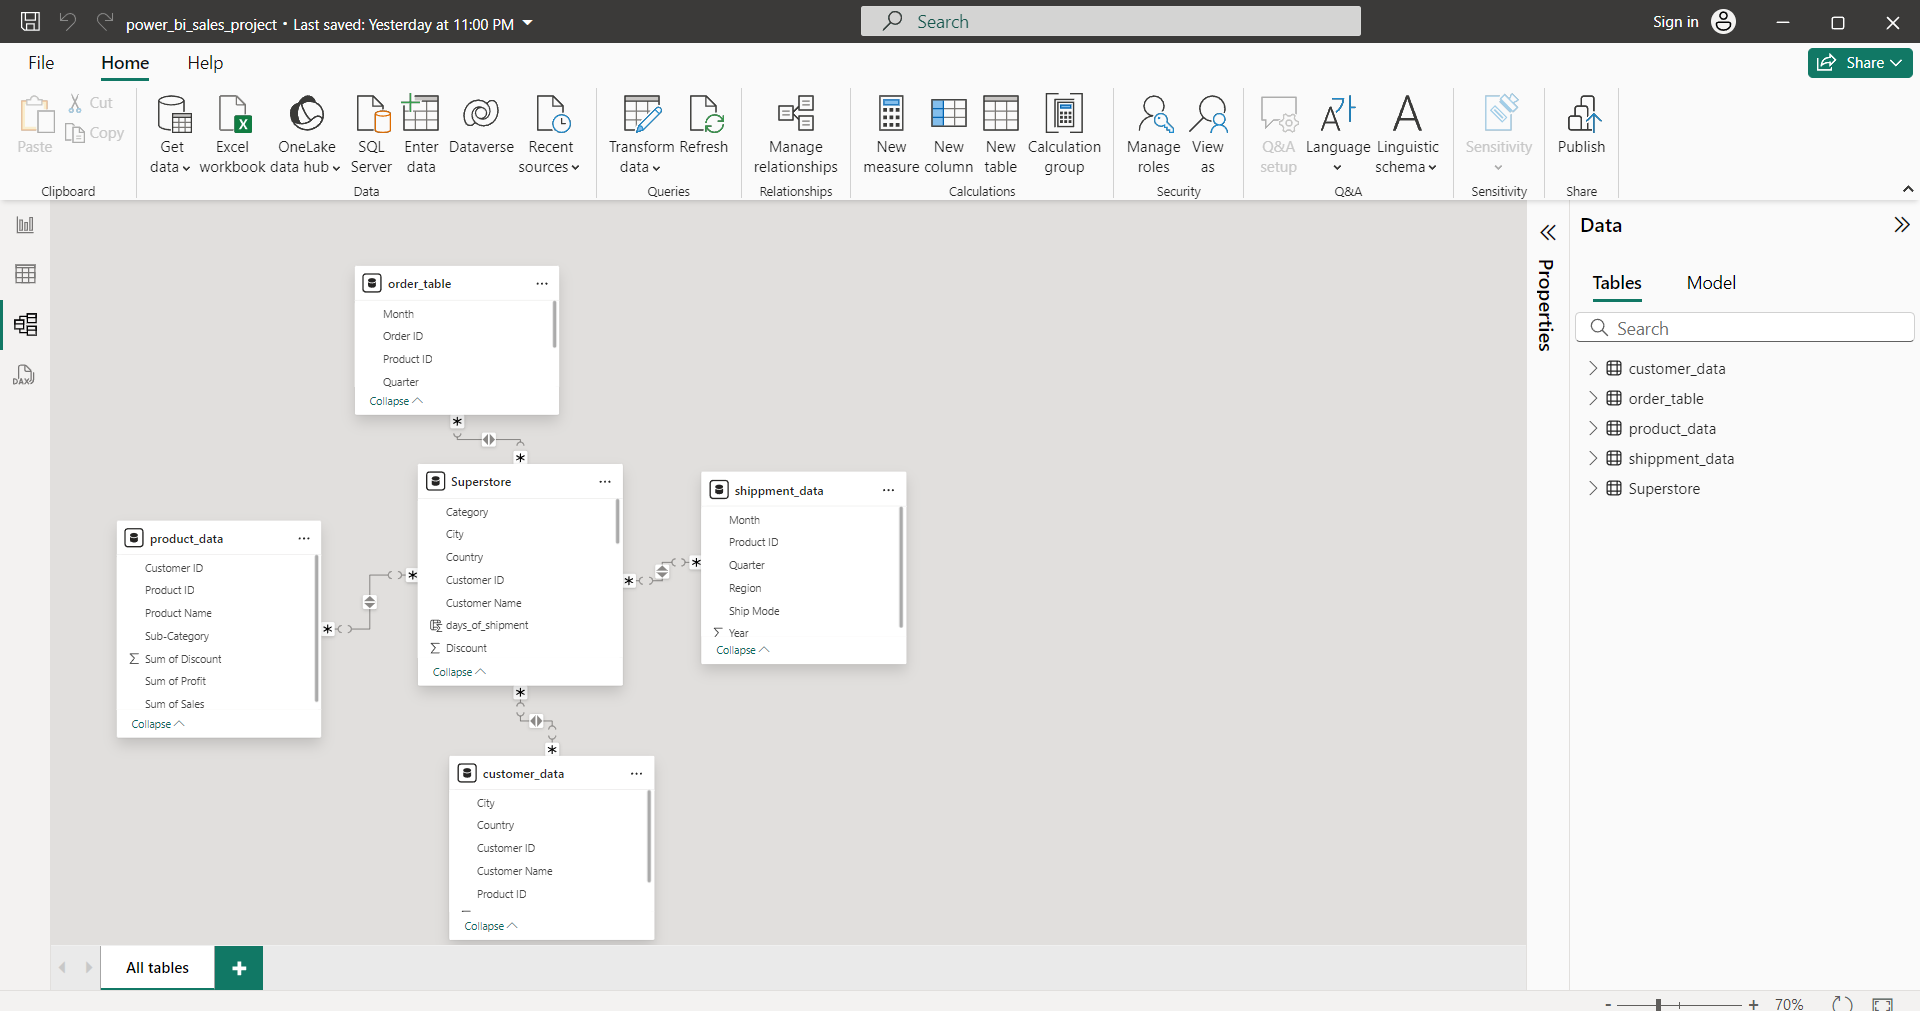 power_bi_sales_project • Last saved: Yesterday at 11:00 PM
Search
Sign in
File
Home
Help
Share
Paste
Cut
Copy
Clipboard
Get data
Excel workbook
OneLake data hub
SQL Server
Enter data
Dataverse
Recent sources
Data
Transform data
Refresh
Queries
Manage relationships
Relationships
New measure
New column
New table
Calculation group
Calculations
Manage roles
View as
Security
Q&A setup
Language
Linguistic schema
Q&A
Sensitivity
Sensitivity
Publish
Share
DAX
order_table
Month
Order ID
Product ID
Quarter
Collapse
Superstore
Category
City
Country
Customer ID
Customer Name
days_of_shipment
Discount
Collapse
shippment_data
Month
Product ID
Quarter
Region
Ship Mode
Year
Collapse
product_data
Customer ID
Product ID
Product Name
Sub-Category
Sum of Discount
Sum of Profit
Sum of Sales
Collapse
customer_data
City
Country
Customer ID
Customer Name
Product ID
Collapse
Properties
Data
Tables
Model
Search
customer_data
order_table
product_data
shippment_data
Superstore
All tables
70%